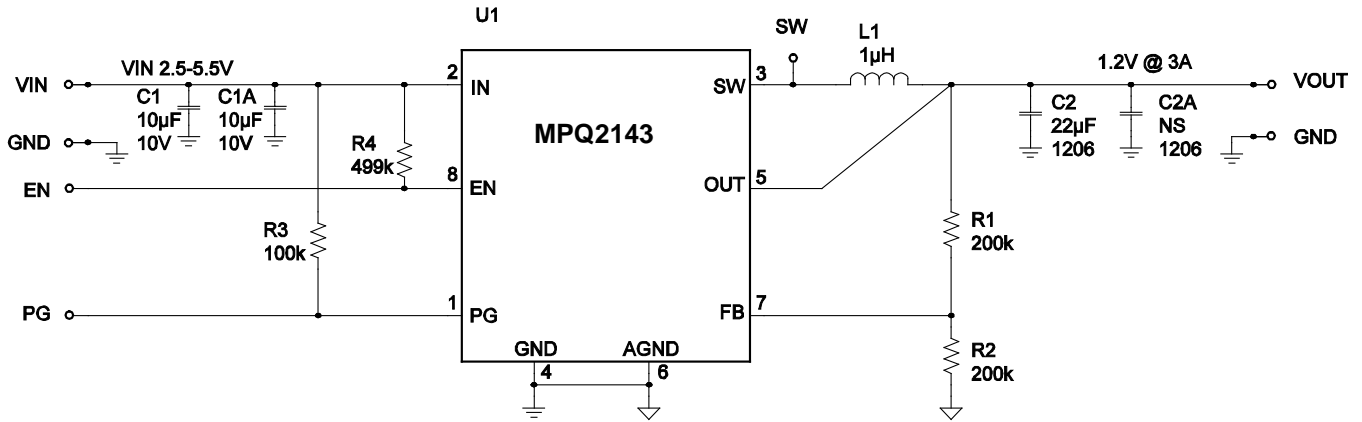 U1
SW
L1
1µH
VIN
VIN 2.5-5.5V
2
IN
SW
3
1.2V @ 3A
VOUT
C1
10µF
10V
C1A
10µF
10V
MPQ2143
C2
22µF
1206
C2A
NS
1206
GND
GND
R4
499k
EN
8
EN
OUT
5
R3
100k
R1
200k
PG
1
PG
FB
7
GND
AGND
4
6
R2
200k